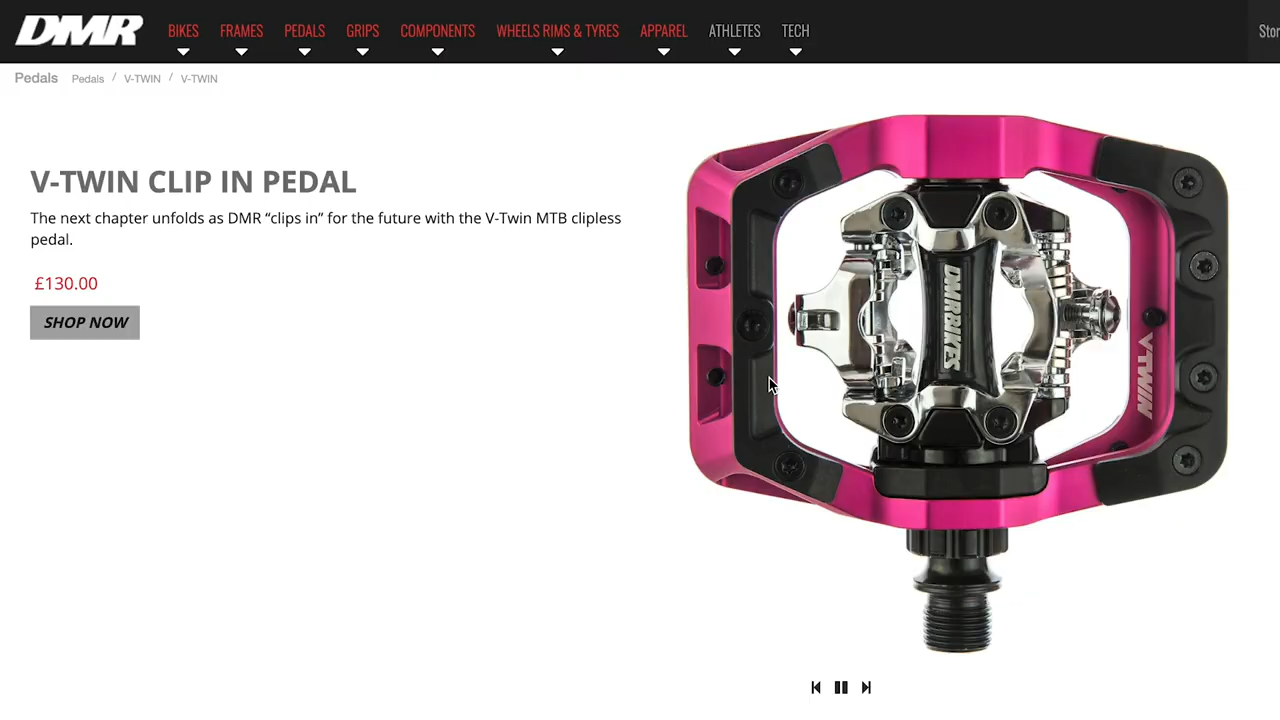 DMR
BIKES FRAMES PEDALS GRIPS COMPONENTS WHEELS RIMS & TYRES APPAREL ATHLETES TECH Stor
Pedals Pedals / V-TWIN / V-TWIN
V-TWIN CLIP IN PEDAL
The next chapter unfolds as DMR “clips in” for the future with the V-Twin MTB clipless
pedal.
£130.00
SHOP NOW
DMRBIKES
VTWIN